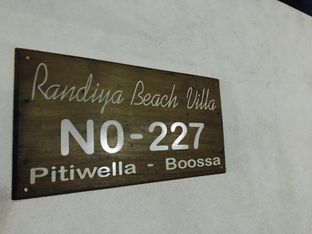 Randiya Beach Villa
NO-227
Pitiwella - Boossa